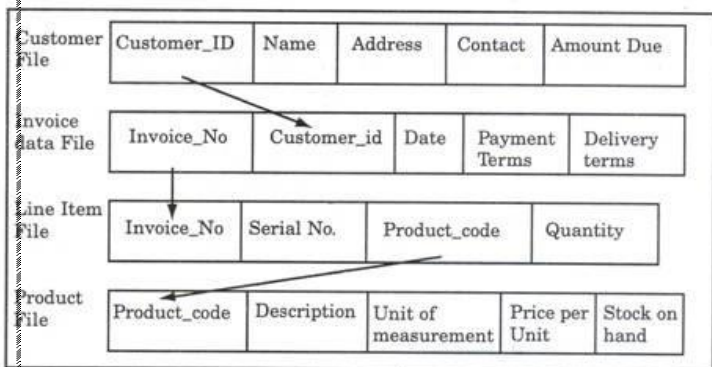 Customer File
Customer_ID Name Address Contact Amount Due
Invoice data File
Invoice_No Customer_id Date Payment Terms Delivery terms
Line Item File
Invoice_No Serial No. Product_code Quantity
Product File
Product_code Description Unit of measurement Price per Unit Stock on hand